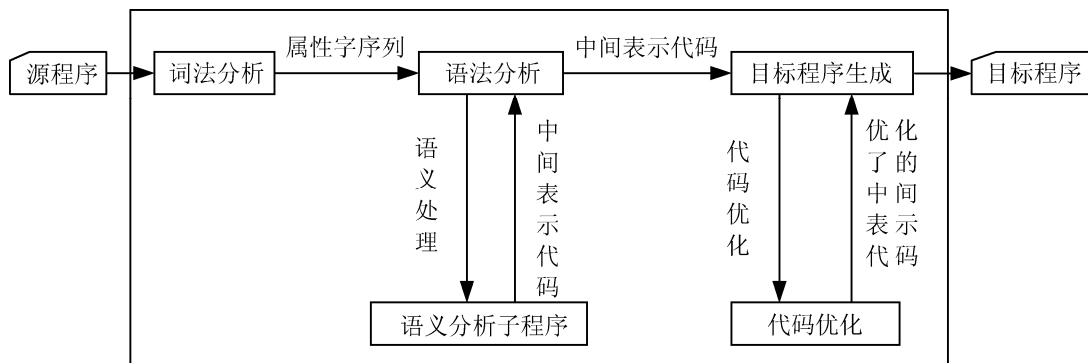 属性字序列
中间表示代码
源程序
词法分析
语法分析
目标程序生成
目标程序
语义处理
中间表示代码
代码优化
优化了的中间表示代码
语义分析子程序
代码优化